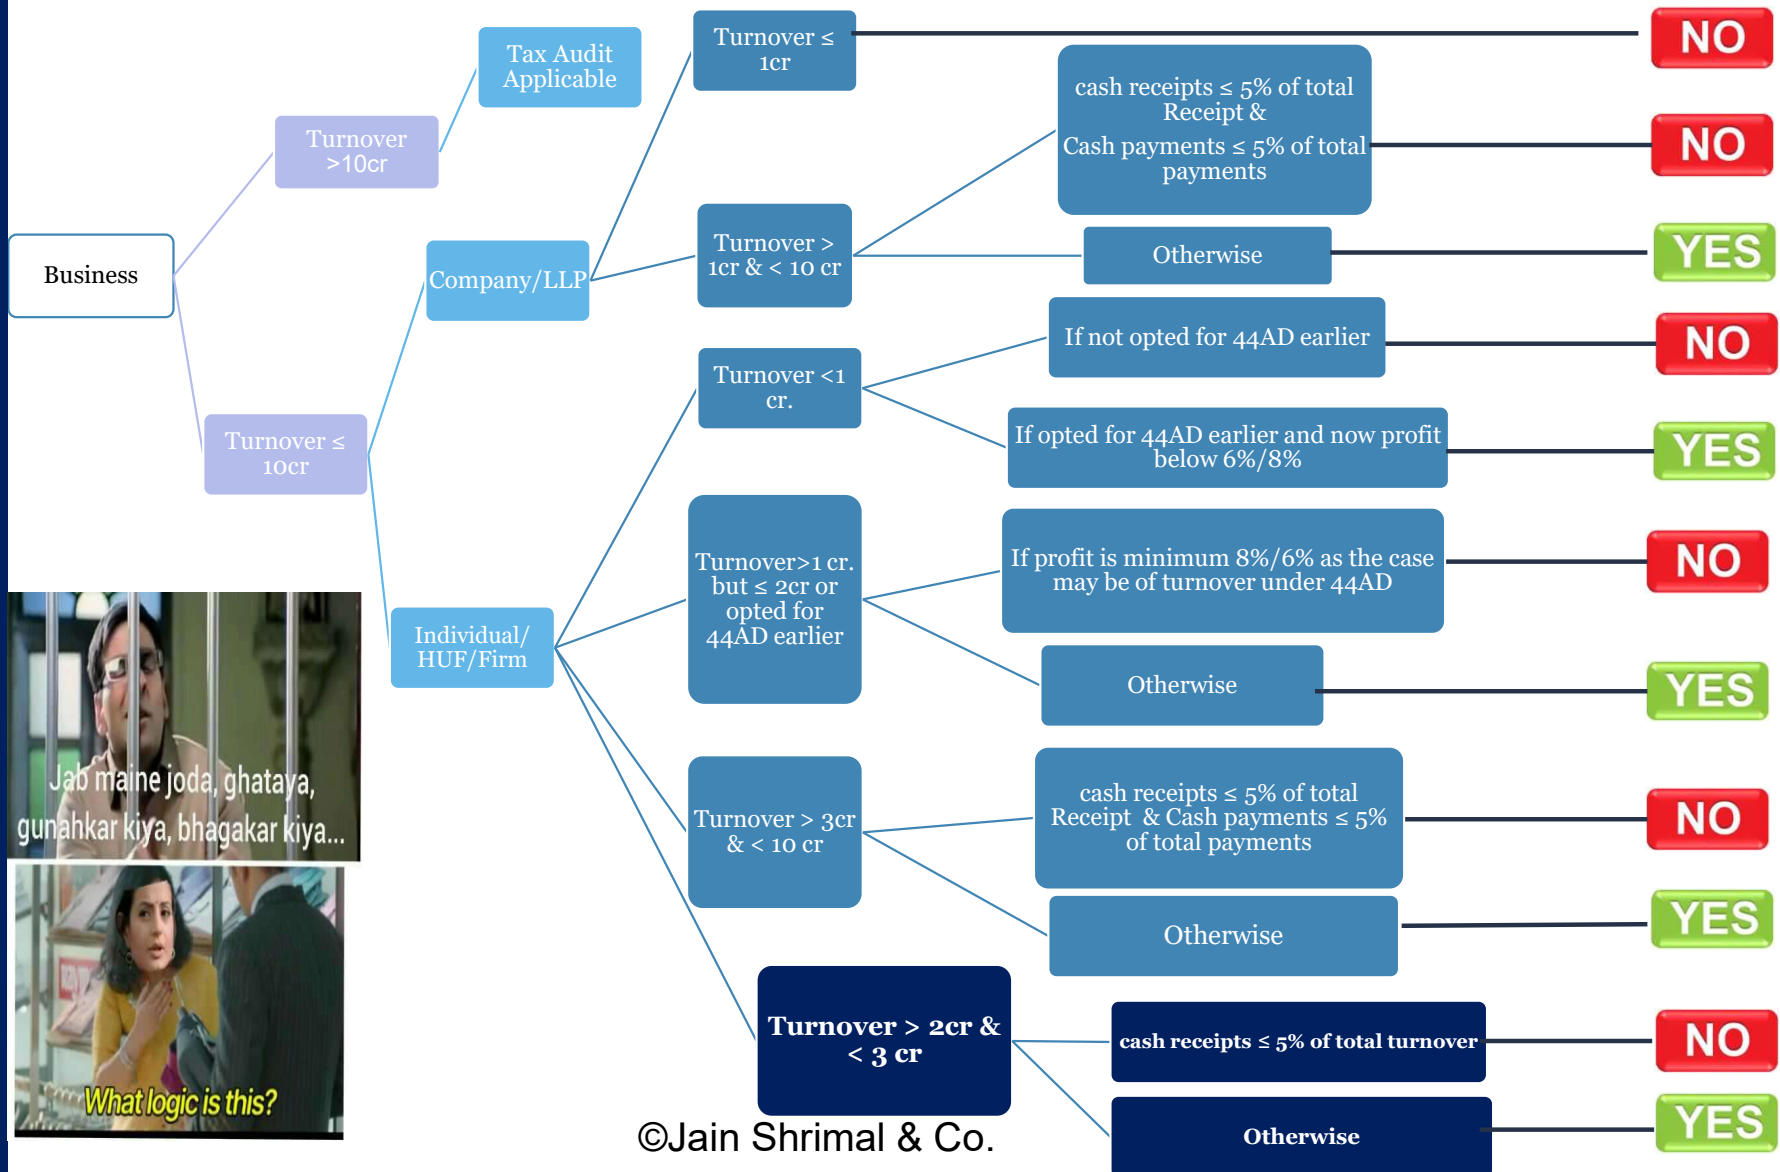 Business
Turnover
>10cr
Turnover ≤
10cr
Tax Audit
Applicable
Company/LLP
Individual/
HUF/Firm
Turnover ≤
1cr
NO
Turnover >
1cr & < 10 cr
cash receipts ≤ 5% of total
Receipt &
Cash payments ≤ 5% of total
payments
NO
Otherwise
YES
Turnover <1
cr.
If not opted for 44AD earlier
NO
If opted for 44AD earlier and now profit
below 6%/8%
YES
Turnover>1 cr.
but ≤ 2cr or
opted for
44AD earlier
If profit is minimum 8%/6% as the case
may be of turnover under 44AD
NO
Otherwise
YES
Turnover > 3cr
& < 10 cr
cash receipts ≤ 5% of total
Receipt & Cash payments ≤ 5%
of total payments
NO
Otherwise
YES
Turnover > 2cr &
< 3 cr
cash receipts ≤ 5% of total turnover
NO
Otherwise
YES
Jab maine joda, ghataya,
gunahkar kiya, bhagakar kiya...
What logic is this?
©Jain Shrimal & Co.